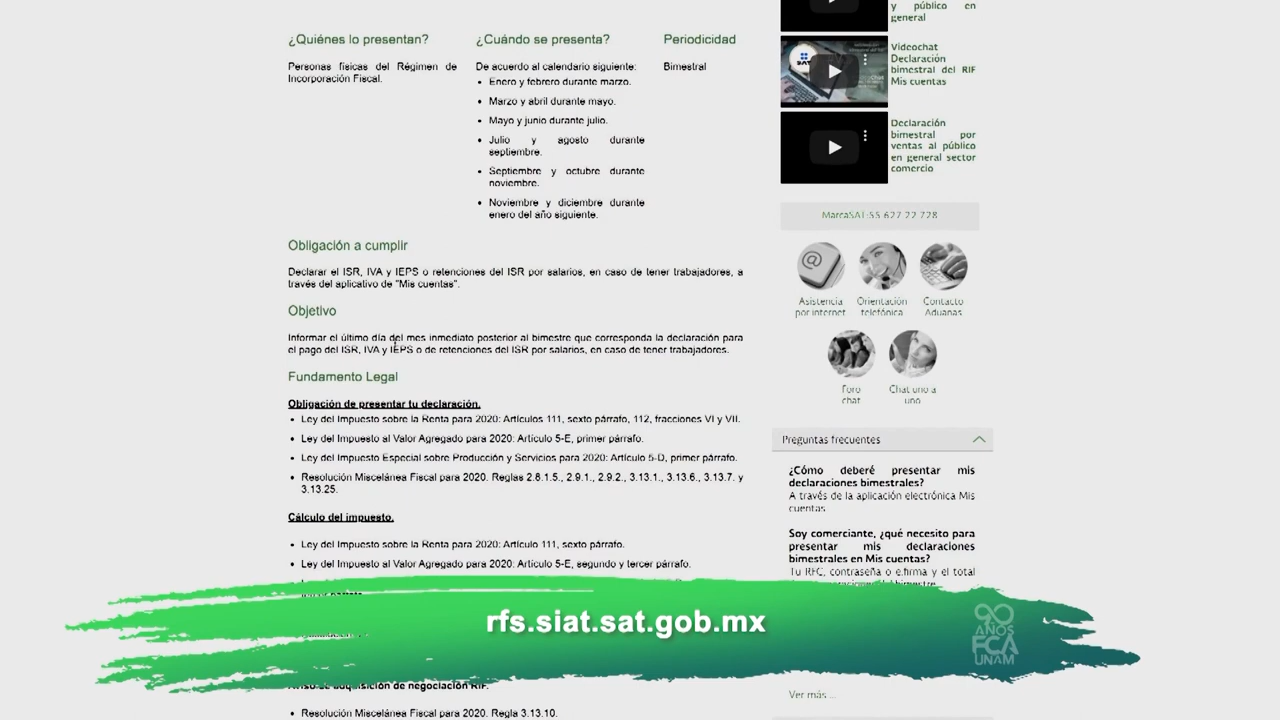 ¿Quiénes lo presentan?
Personas físicas del Régimen de
Incorporación Fiscal.
¿Cuándo se presenta?
De acuerdo al calendario siguiente:
• Enero y febrero durante marzo.
• Marzo y abril durante mayo.
• Mayo y junio durante julio.
• Julio y agosto durante
septiembre.
• Septiembre y octubre durante
noviembre.
• Noviembre y diciembre durante
enero del año siguiente.
Periodicidad
Bimestral
Obligación a cumplir
Declarar el ISR, IVA y IEPS o retenciones del ISR por salarios, en caso de tener trabajadores, a
través del aplicativo de "Mis cuentas".
Objetivo
Informar el último día del mes inmediato posterior al bimestre que corresponda la declaración para
el pago del ISR, IVA y IEPS o de retenciones del ISR por salarios, en caso de tener trabajadores.
Fundamento Legal
Obligación de presentar tu declaración.
• Ley del Impuesto sobre la Renta para 2020: Artículos 111, sexto párrafo, 112, fracciones VI y VII.
• Ley del Impuesto al Valor Agregado para 2020: Artículo 5-E, primer párrafo.
• Ley del Impuesto Especial sobre Producción y Servicios para 2020: Artículo 5-D, primer párrafo.
• Resolución Miscelánea Fiscal para 2020. Reglas 2.8.1.5., 2.9.1., 2.9.2., 3.13.1., 3.13.6., 3.13.7. y
3.13.25.
Cálculo del impuesto.
• Ley del Impuesto sobre la Renta para 2020: Artículo 111, sexto párrafo.
• Ley del Impuesto al Valor Agregado para 2020: Artículo 5-E, segundo y tercer párrafo.
Aviso de adquisición de negociación RIF.
• Resolución Miscelánea Fiscal para 2020. Regla 3.13.10.
y público en
general
Videochat
Declaración
bimestral del RIF
Mis cuentas
Declaración
bimestral por
ventas al público
en general sector
comercio
MarcaSAT:55 627 22 728
Asistencia
por internet
Orientación
telefónica
Contacto
Aduanas
Foro
chat
Chat uno a
uno
Preguntas frecuentes
¿Cómo deberé presentar mis
declaraciones bimestrales?
A través de la aplicación electrónica Mis
cuentas
Soy comerciante, ¿qué necesito para
presentar mis declaraciones
bimestrales en Mis cuentas?
Tu RFC, contraseña o e.firma y el total
Ver más ...
rfs.siat.sat.gob.mx
90
AÑOS
FCA
UNAM